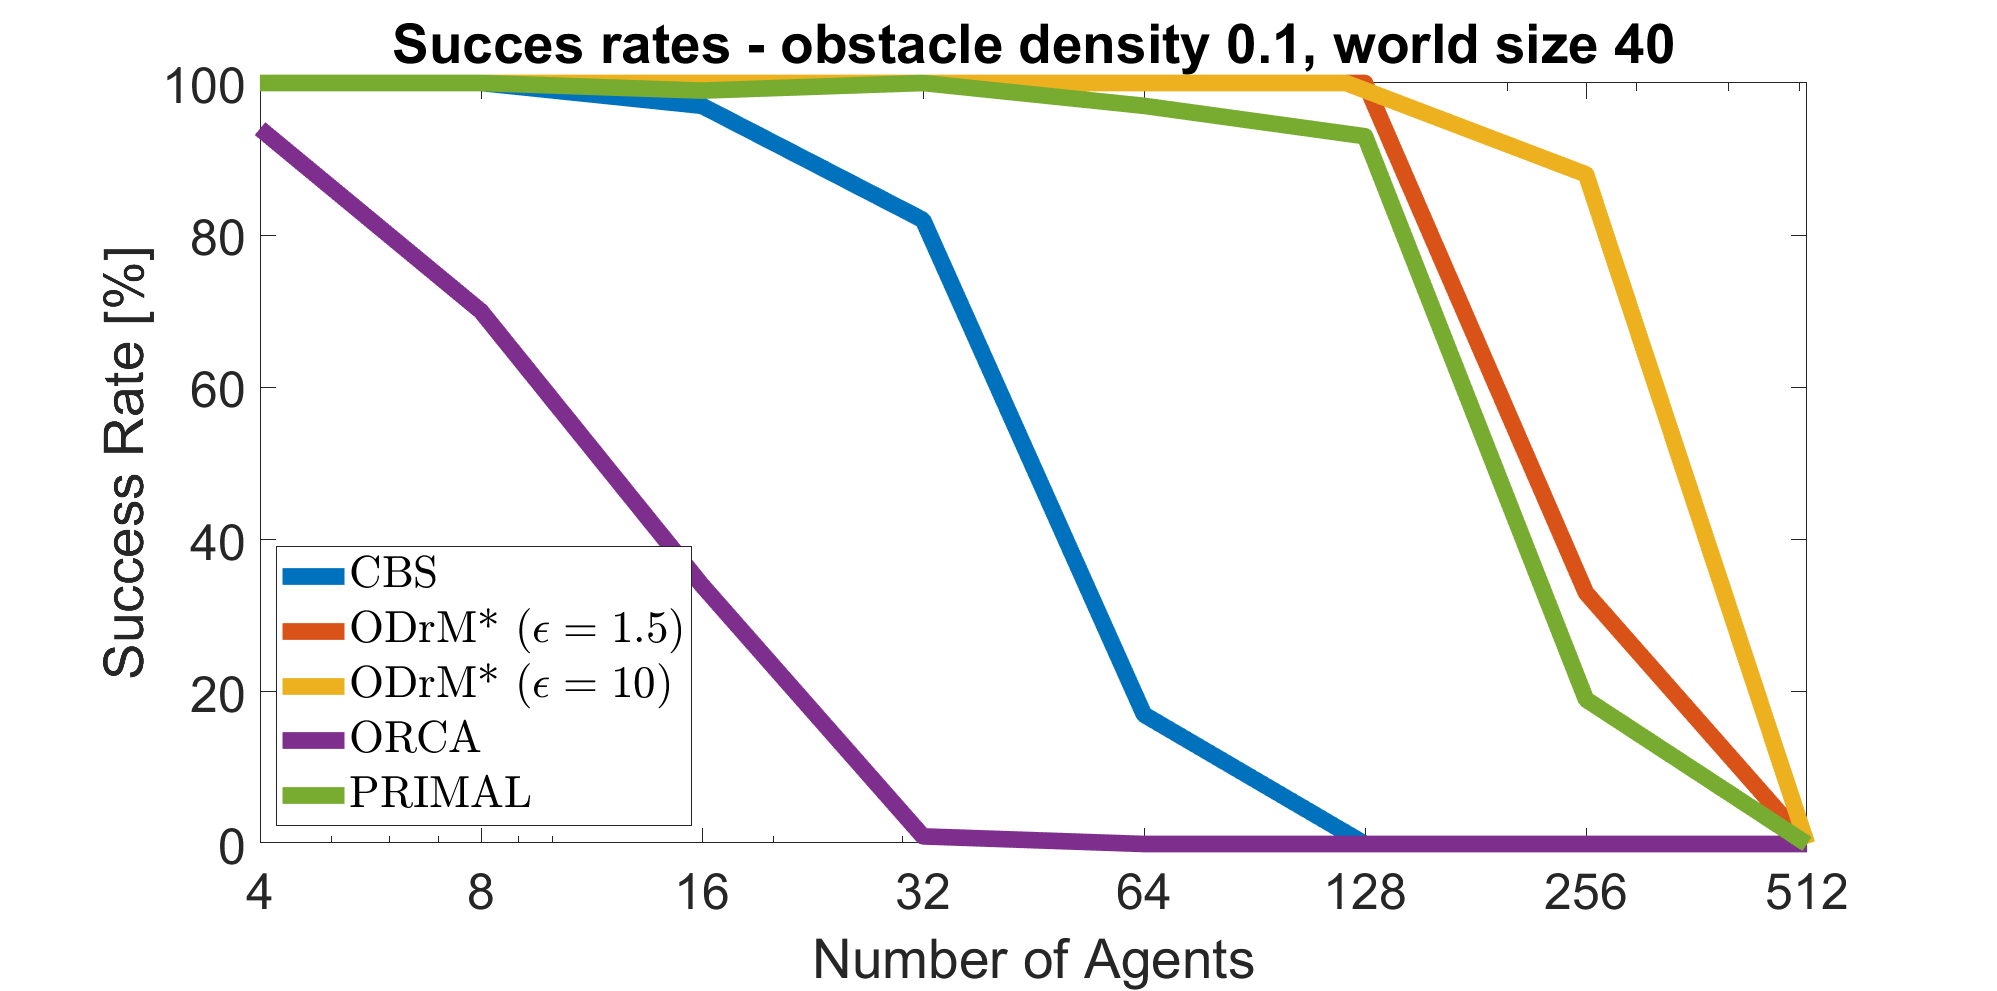 Succes rates - obstacle density 0.1, world size 40
100
80
60
40
20
0
Success Rate [%]
CBS
ODrM* (ϵ = 1.5)
ODrM* (ϵ = 10)
ORCA
PRIMAL
4 8 16 32 64 128 256 512
Number of Agents